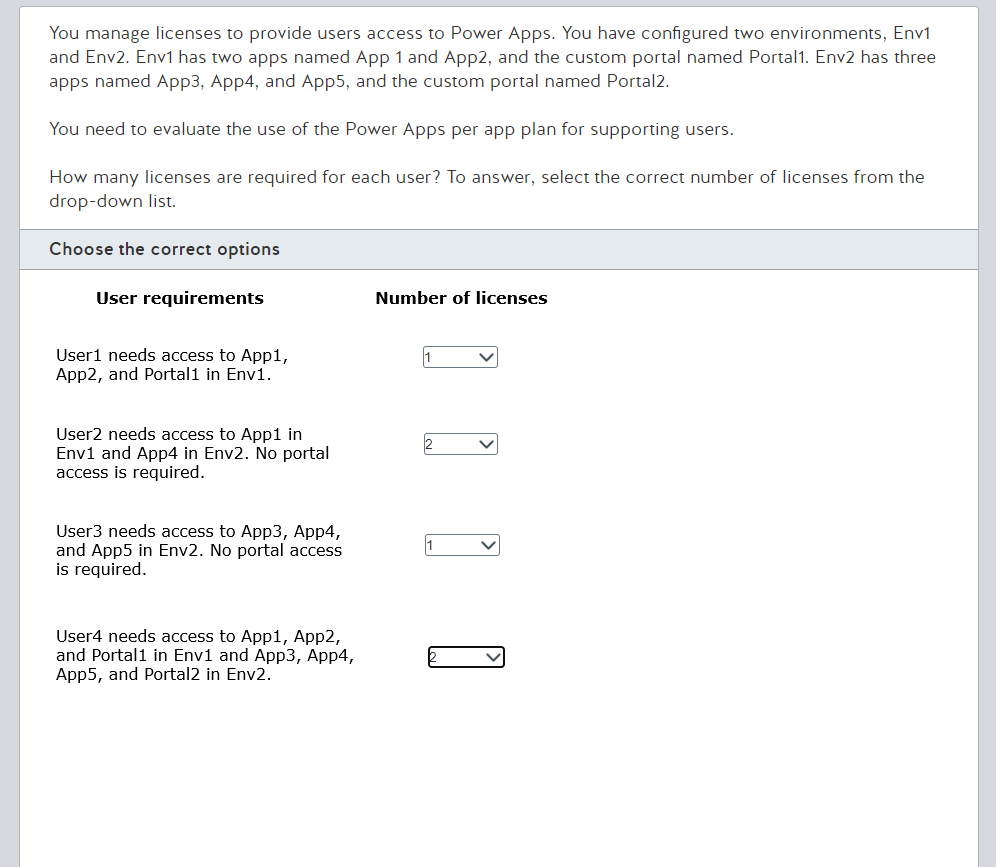 You manage licenses to provide users access to Power Apps. You have configured two environments, Env1
and Env2. Env1 has two apps named App 1 and App2, and the custom portal named Portal1. Env2 has three
apps named App3, App4, and App5, and the custom portal named Portal2.
You need to evaluate the use of the Power Apps per app plan for supporting users.
How many licenses are required for each user? To answer, select the correct number of licenses from the
drop-down list.
Choose the correct options
User requirements Number of licenses
User1 needs access to App1,
App2, and Portal1 in Env1.
1
User2 needs access to App1 in
Env1 and App4 in Env2. No portal
access is required.
2
User3 needs access to App3, App4,
and App5 in Env2. No portal access
is required.
1
User4 needs access to App1, App2,
and Portal1 in Env1 and App3, App4,
App5, and Portal2 in Env2.
2